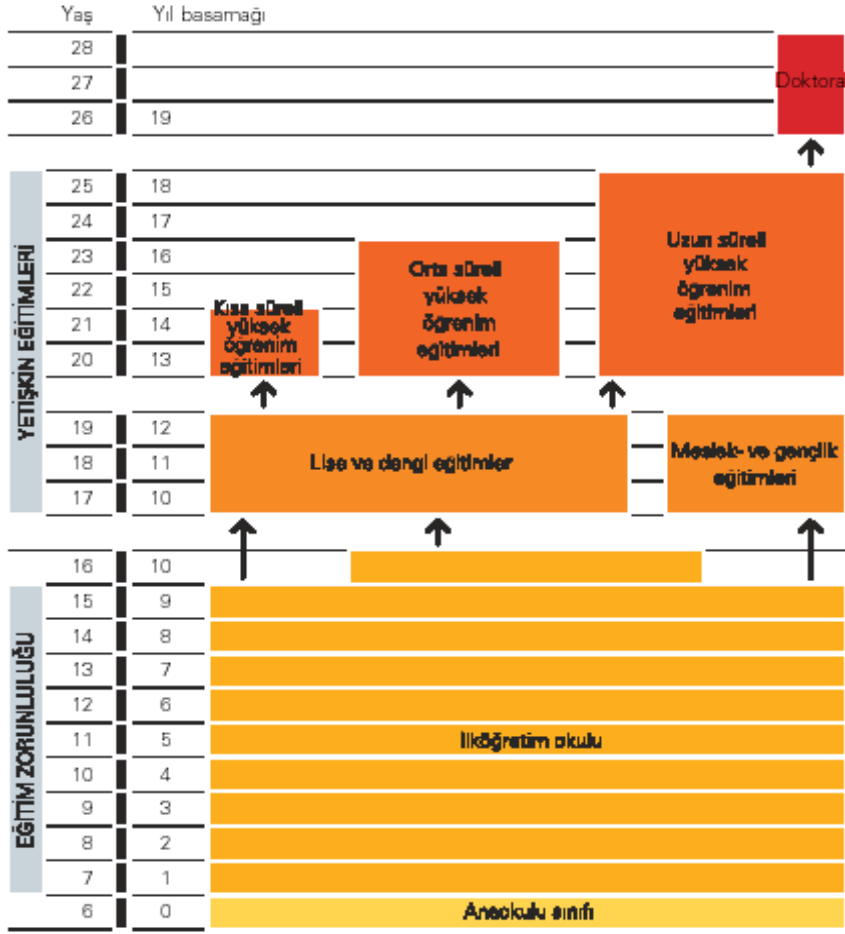 Yaş Yıl basamağı
28
27
Doktora
26 19
25 18
24 17
23 16
22 15
21 14
20 13
Uzun süreli
yüksek
öğrenim
eğitimleri
Orta süreli
yüksek
öğrenim
eğitimleri
Kısa süreli
yüksek
öğrenim
eğitimleri
YETİŞKİN EĞİTİMLERİ
19 12
18 11
17 10
Lise ve dengi eğitimler
Meslek- ve gençlik
eğitimleri
16 10
15 9
14 8
13 7
12 6
11 5 İlköğretim okulu
10 4
9 3
8 2
7 1
EĞİTİM ZORUNLULUĞU
6 0 Anaokulu sınıfı